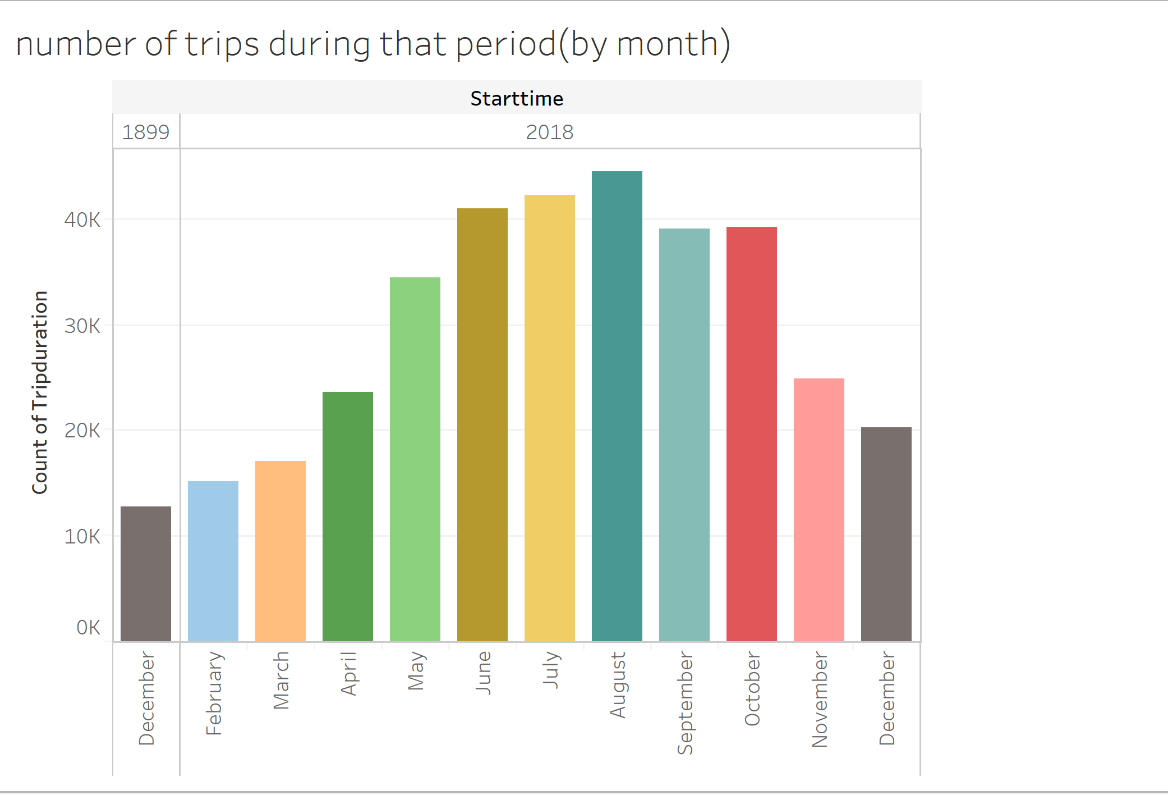 number of trips during that period(by month)
Starttime
1899
2018
Count of Tripduration
40K
30K
20K
10K
0K
December
February
March
April
May
June
July
August
September
October
November
December